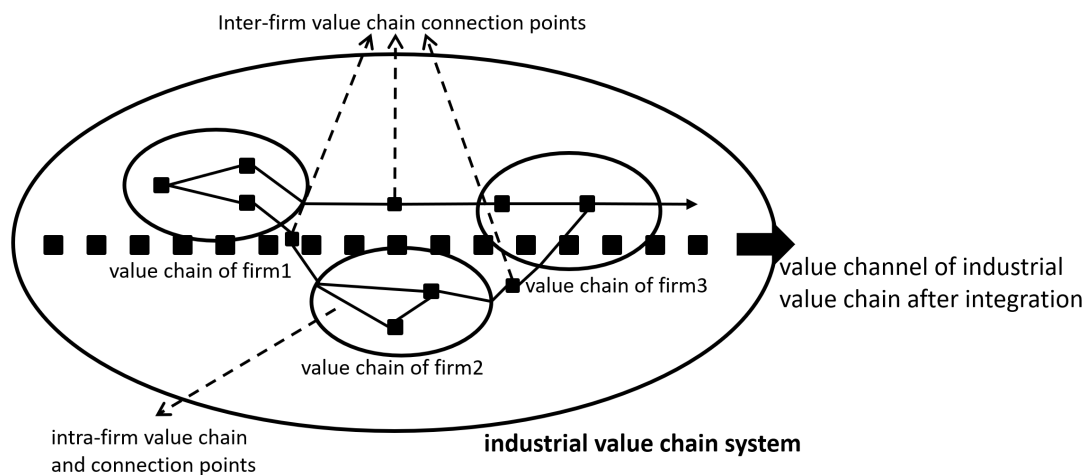 Inter-firm value chain connection points
value chain of firm1
value channel of industrial
value chain after integration
value chain of firm3
value chain of firm2
intra-firm value chain
and connection points
industrial value chain system